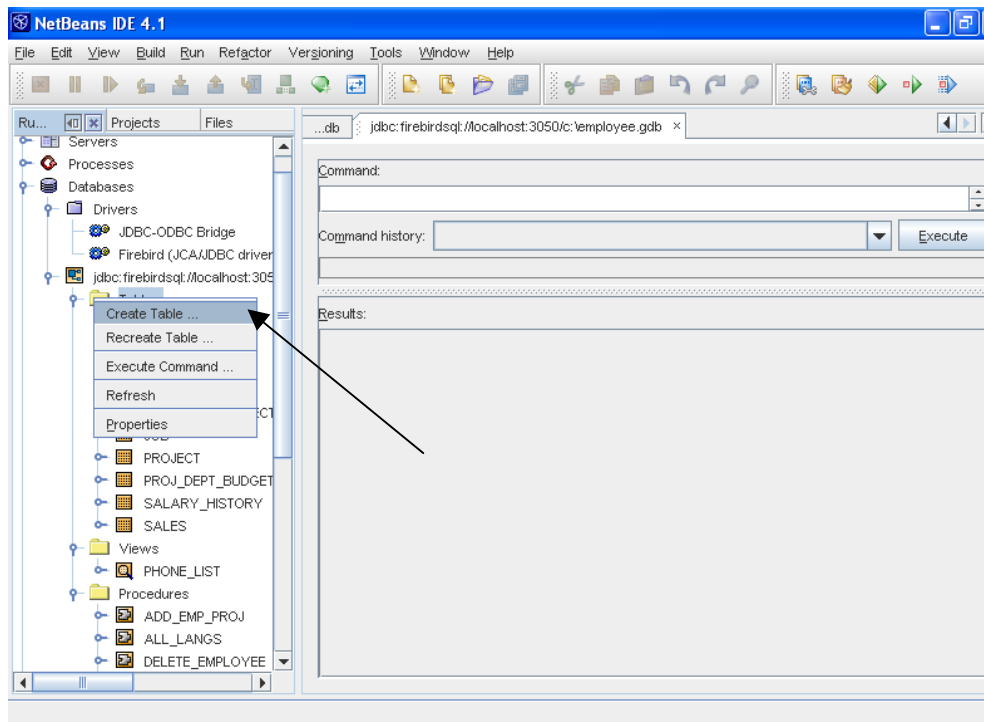 NetBeans IDE 4.1
File Edit View Build Run Refactor Versioning Tools Window Help
Ru... Projects Files
...db jdbc:firebirdsql://localhost:3050/c:\employee.gdb
Servers
Processes
Databases
Drivers
JDBC-ODBC Bridge
Firebird (JCA/JDBC driver
jdbc:firebirdsql://localhost:305
Create Table ...
Recreate Table ...
Execute Command ...
Refresh
Properties
PROJECT
PROJ_DEPT_BUDGET
SALARY_HISTORY
SALES
Views
PHONE_LIST
Procedures
ADD_EMP_PROJ
ALL_LANGS
DELETE_EMPLOYEE
Command:
Command history: Execute
Results: